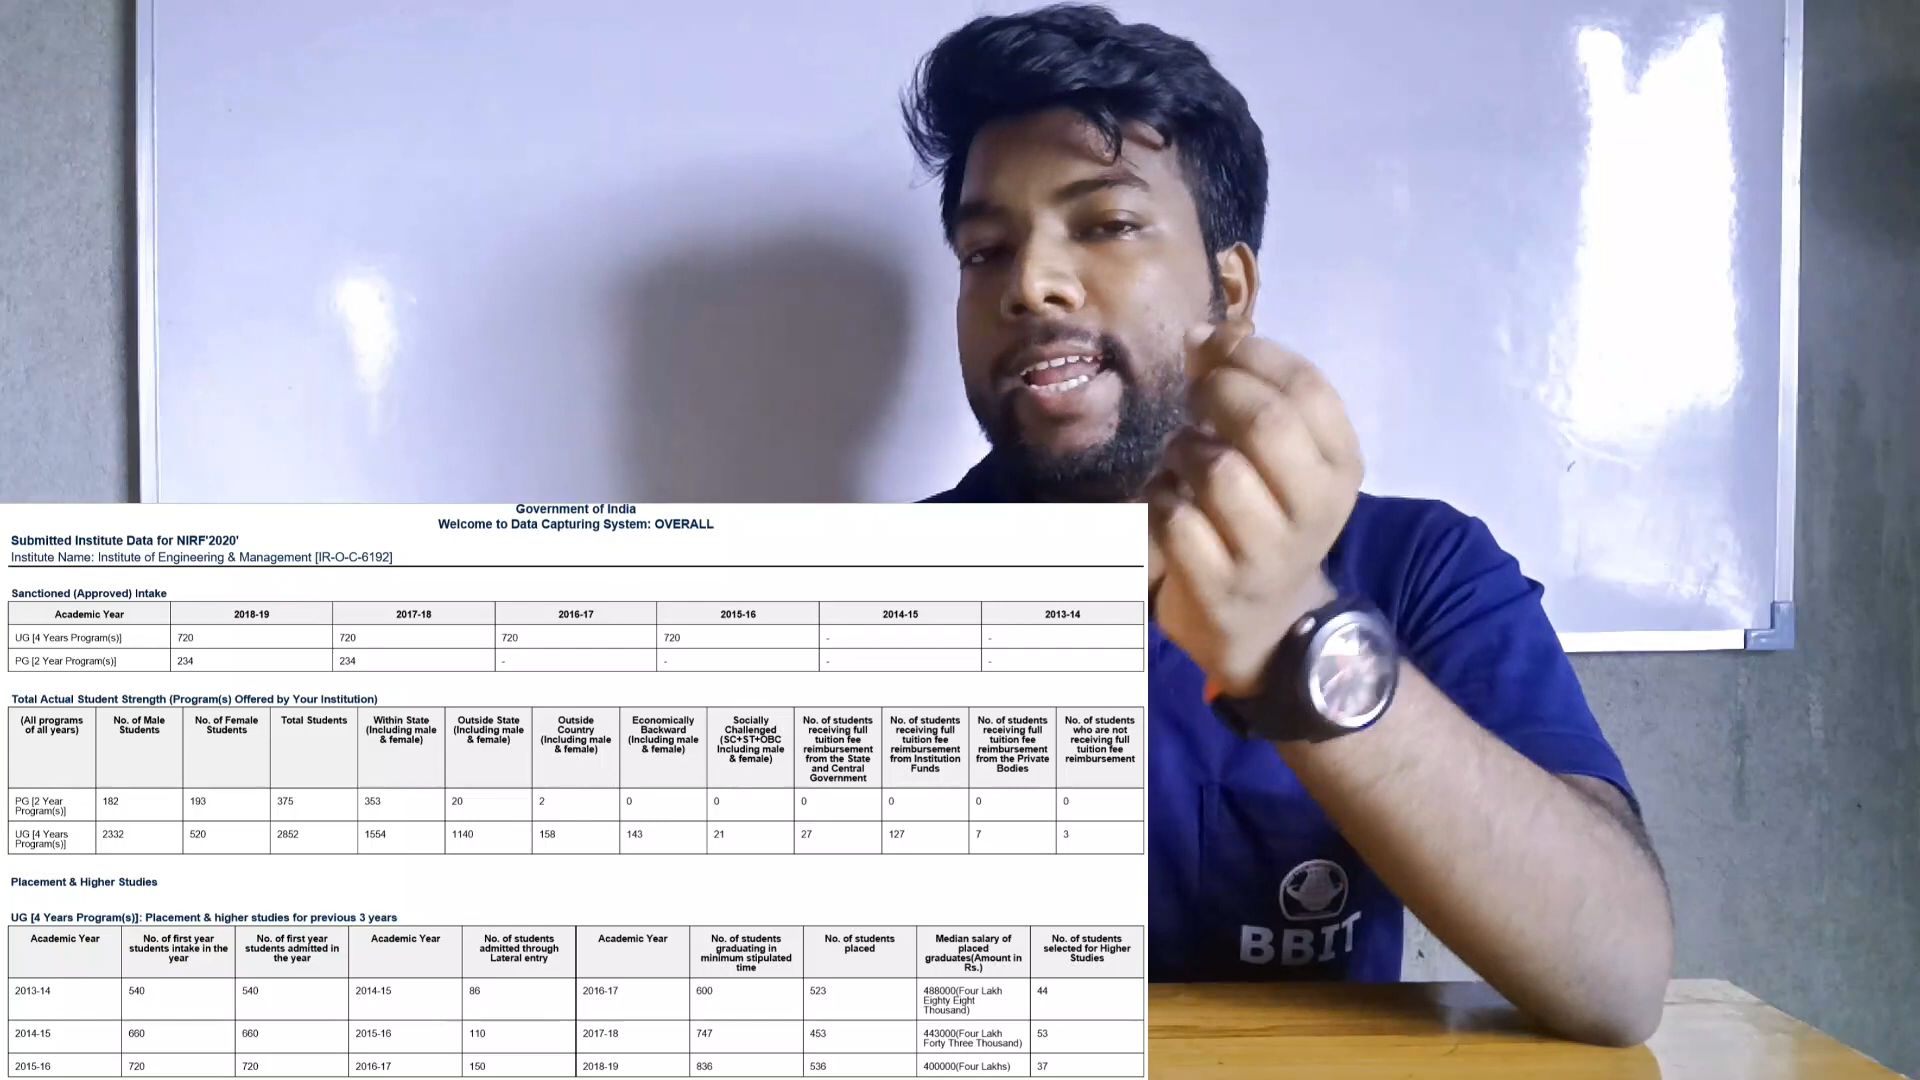 Government of India
Welcome to Data Capturing System: OVERALL
Submitted Institute Data for NIRF'2020'
Institute Name: Institute of Engineering & Management [IR-O-C-6192]
Sanctioned (Approved) Intake
Academic Year 2018-19 2017-18 2016-17 2015-16 2014-15 2013-14
UG [4 Years Program(s)] 720 720 720 720 - -
PG [2 Year Program(s)] 234 234 - - - -
Total Actual Student Strength (Program(s) Offered by Your Institution)
(All programs of all years) No. of Male Students No. of Female Students Total Students Within State (Including male & female) Outside State (Including male & female) Outside Country (Including male & female) Economically Backward (Including male & female) Socially Challenged (SC+ST+OBC Including male & female) No. of students receiving full tuition fee reimbursement from the State and Central Government No. of students receiving full tuition fee reimbursement from Institution Funds No. of students receiving full tuition fee reimbursement from the Private Bodies No. of students who are not receiving full tuition fee reimbursement
PG [2 Year Program(s)] 182 193 375 353 20 2 0 0 0 0 0 0
UG [4 Years Program(s)] 2332 520 2852 1554 1140 158 143 21 27 127 7 3
Placement & Higher Studies
UG [4 Years Program(s)]: Placement & higher studies for previous 3 years
Academic Year No. of first year students intake in the year No. of first year students admitted in the year Academic Year No. of students admitted through Lateral entry Academic Year No. of students graduating in minimum stipulated time No. of students placed Median salary of placed graduates(Amount in Rs.) No. of students selected for Higher Studies
2013-14 540 540 2014-15 86 2016-17 600 523 488000(Four Lakh Eighty Eight Thousand) 44
2014-15 660 660 2015-16 110 2017-18 747 453 443000(Four Lakh Forty Three Thousand) 53
2015-16 720 720 2016-17 150 2018-19 836 536 400000(Four Lakhs) 37
BBIT